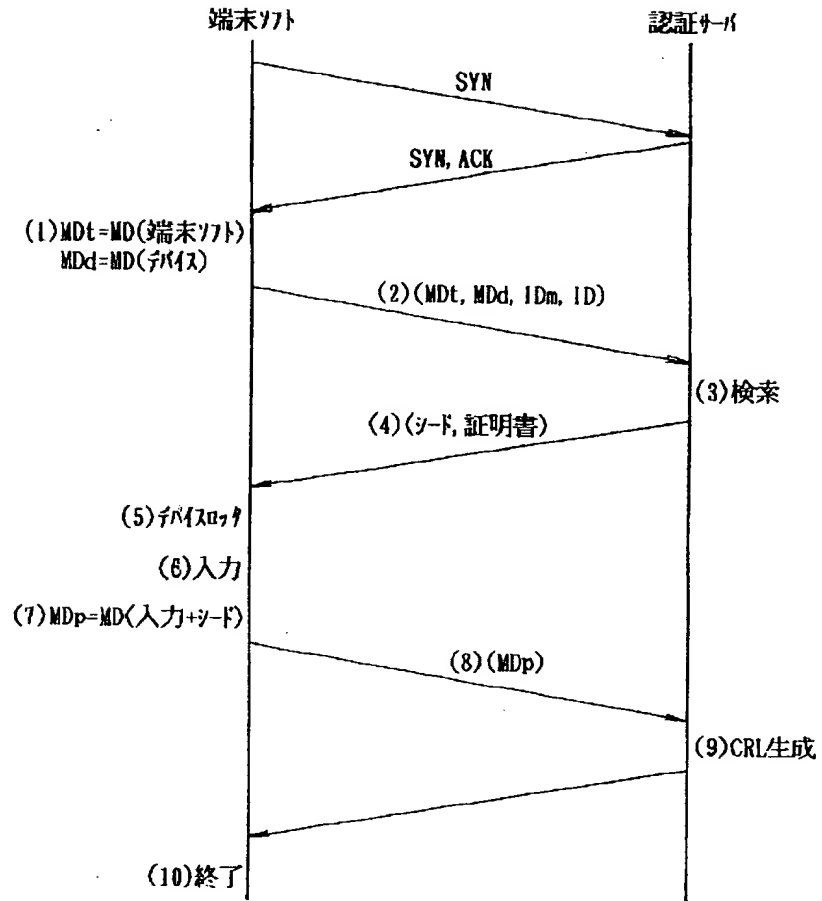 端末ソフト
認証サーバ
SYN
SYN, ACK
(1)MDt=MD(端末ソフト)
MDd=MD(デバイス)
(2)(MDt, MDd, IDm, ID)
(3)検索
(4)(シード, 証明書)
(5)デバイスロック
(6)入力
(7)MDp=MD(入力+シード)
(8)(MDp)
(9)CRL生成
(10)終了